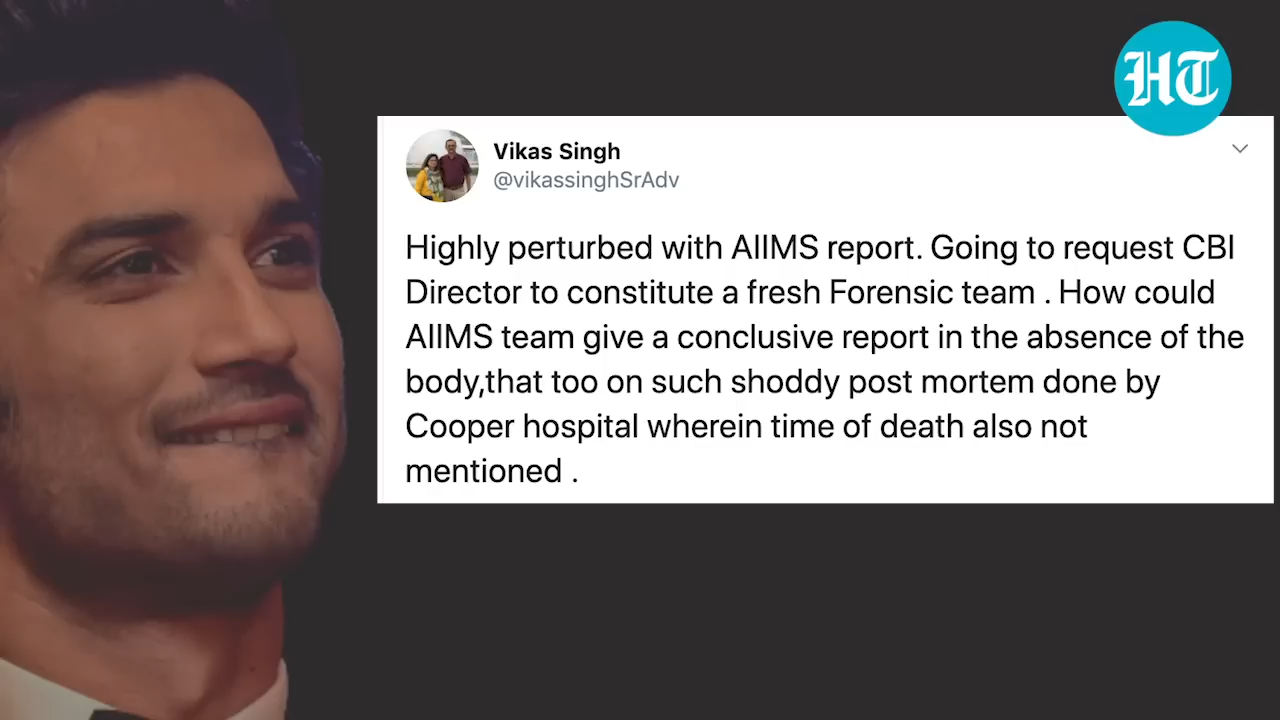 HT
Vikas Singh
@vikassinghSrAdv
Highly perturbed with AIIMS report. Going to request CBI
Director to constitute a fresh Forensic team . How could
AIIMS team give a conclusive report in the absence of the
body,that too on such shoddy post mortem done by
Cooper hospital wherein time of death also not
mentioned .